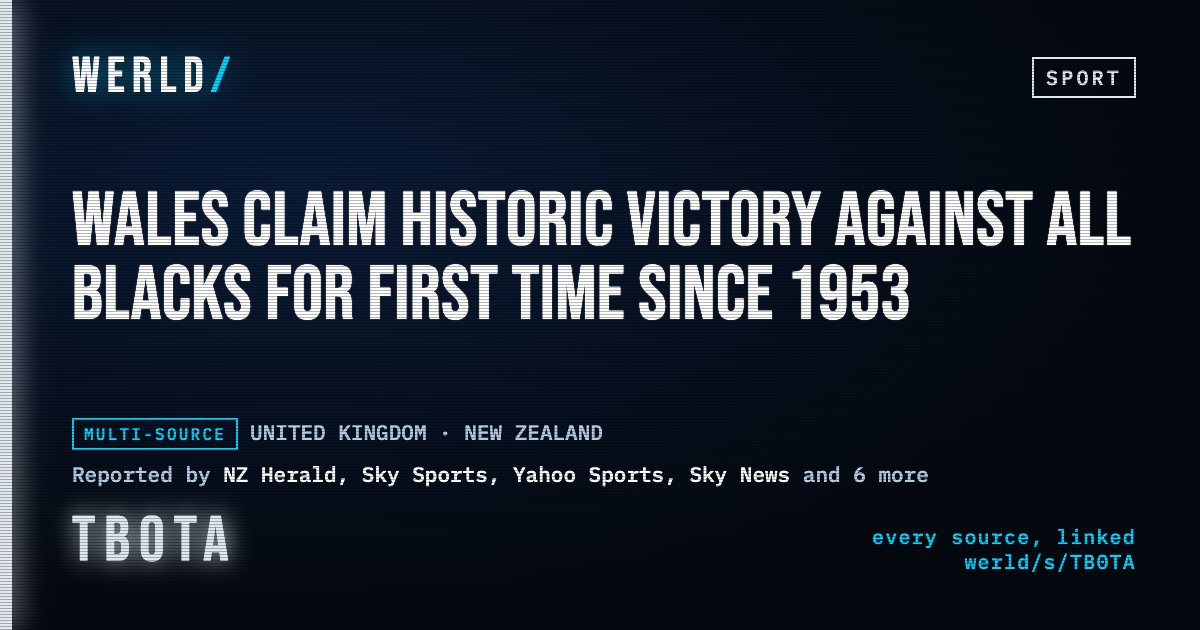 WERLD/
SPORT
WALES CLAIM HISTORIC VICTORY AGAINST ALL
BLACKS FOR FIRST TIME SINCE 1953
MULTI-SOURCE UNITED KINGDOM · NEW ZEALAND
Reported by NZ Herald, Sky Sports, Yahoo Sports, Sky News and 6 more
TB0TA
every source, linked
werld/s/TB0TA